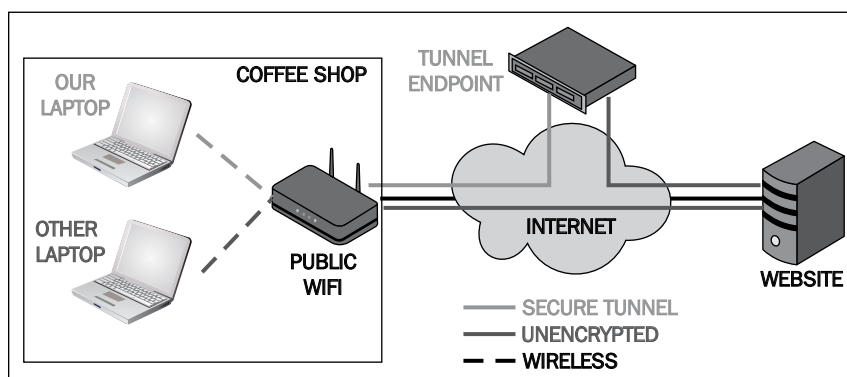 COFFEE SHOP
OUR
LAPTOP
OTHER
LAPTOP
PUBLIC
WIFI
TUNNEL
ENDPOINT
INTERNET
WEBSITE
SECURE TUNNEL
UNENCRYPTED
WIRELESS